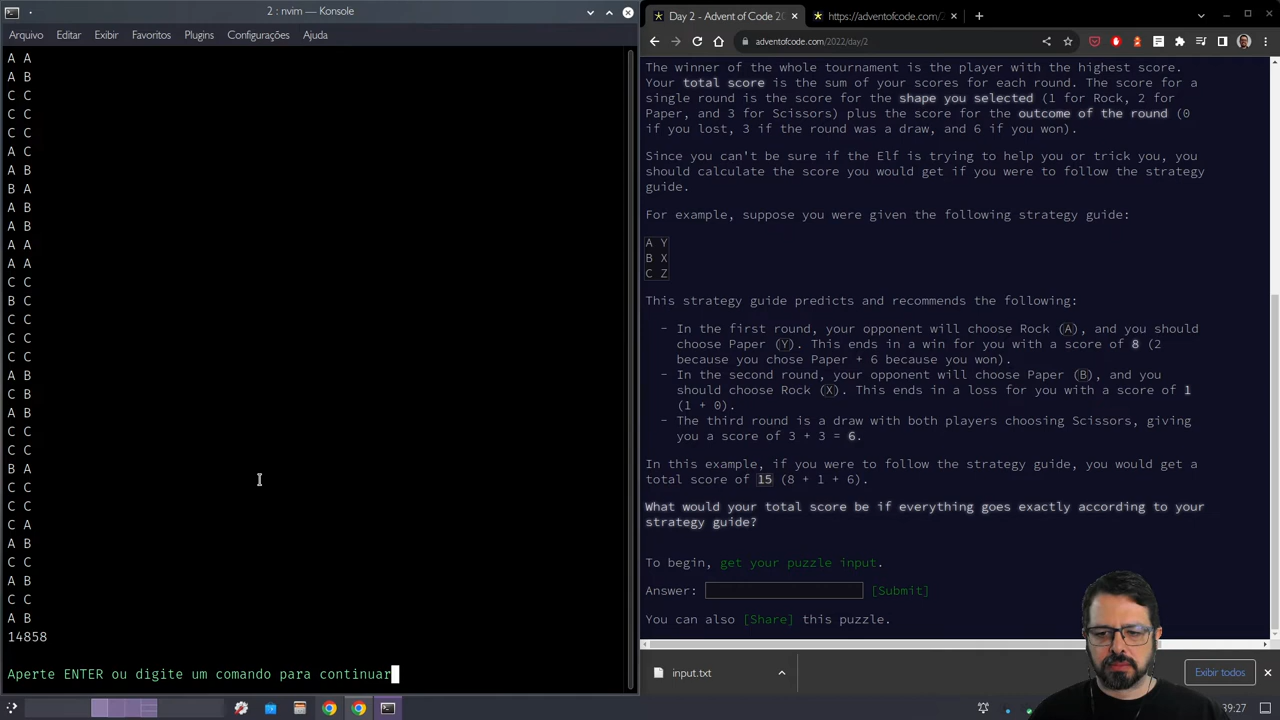 2 : nvim — Konsole
Arquivo Editar Exibir Favoritos Plugins Configurações Ajuda
A A
A B
C C
C C
C C
A C
A B
B A
A B
A B
A A
A A
C C
B C
C C
C C
C C
A B
C B
A B
C C
C C
B A
C C
C C
C A
A B
C C
A B
C C
A B
14858
Aperte ENTER ou digite um comando para continuar
Day 2 - Advent of Code 20
https://adventofcode.com/2022/
adventofcode.com/2022/day/2
The winner of the whole tournament is the player with the highest score.
Your total score is the sum of your scores for each round. The score for a
single round is the score for the shape you selected (1 for Rock, 2 for
Paper, and 3 for Scissors) plus the score for the outcome of the round (0
if you lost, 3 if the round was a draw, and 6 if you won).
Since you can't be sure if the Elf is trying to help you or trick you, you
should calculate the score you would get if you were to follow the strategy
guide.
For example, suppose you were given the following strategy guide:
A Y
B X
C Z
This strategy guide predicts and recommends the following:
- In the first round, your opponent will choose Rock (A), and you should
choose Paper (Y). This ends in a win for you with a score of 8 (2
because you chose Paper + 6 because you won).
- In the second round, your opponent will choose Paper (B), and you
should choose Rock (X). This ends in a loss for you with a score of 1
(1 + 0).
- The third round is a draw with both players choosing Scissors, giving
you a score of 3 + 3 = 6.
In this example, if you were to follow the strategy guide, you would get a
total score of 15 (8 + 1 + 6).
What would your total score be if everything goes exactly according to your
strategy guide?
To begin, get your puzzle input.
Answer: [Submit]
You can also [Share] this puzzle.
input.txt
Exibir todos
39:27